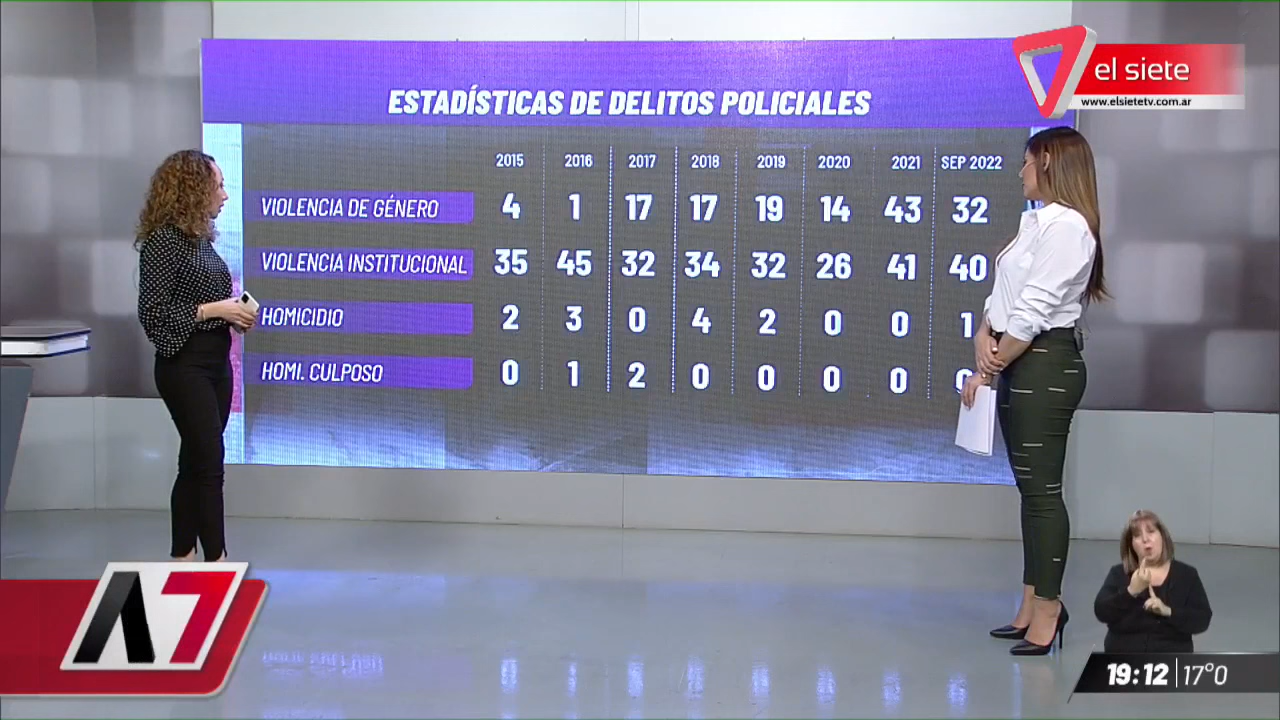 el siete
www.elsietetv.com.ar
ESTADÍSTICAS DE DELITOS POLICIALES
2015 2016 2017 2018 2019 2020 2021 SEP 2022
VIOLENCIA DE GÉNERO 4 1 17 17 19 14 43 32
VIOLENCIA INSTITUCIONAL 35 45 32 34 32 26 41 40
HOMICIDIO 2 3 0 4 2 0 0 1
HOMI. CULPOSO 0 1 2 0 0 0 0
A7
19:12 17°0